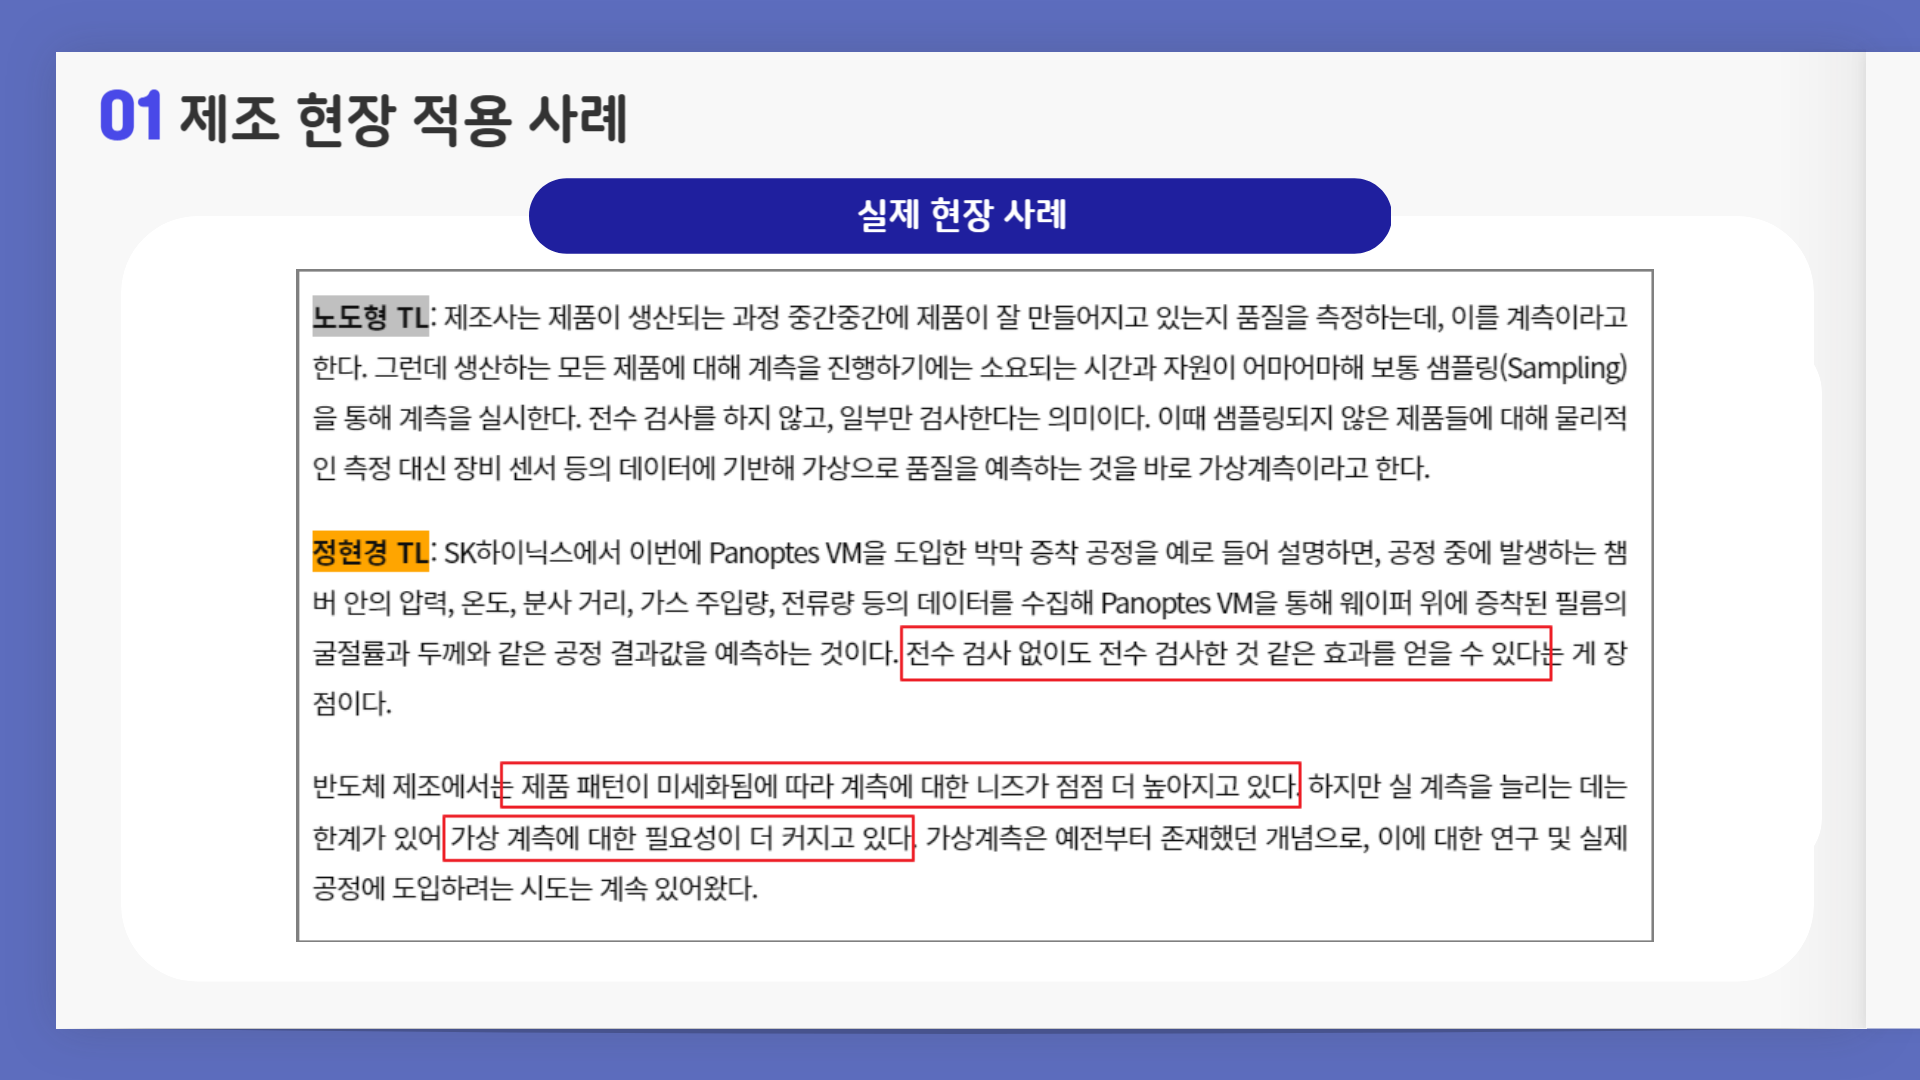 01 제조 현장 적용 사례
실제 현장 사례
노도형 TL: 제조사는 제품이 생산되는 과정 중간중간에 제품이 잘 만들어지고 있는지 품질을 측정하는데, 이를 계측이라고
한다. 그런데 생산하는 모든 제품에 대해 계측을 진행하기에는 소요되는 시간과 자원이 어마어마해 보통 샘플링(Sampling)
을 통해 계측을 실시한다. 전수 검사를 하지 않고, 일부만 검사한다는 의미이다. 이때 샘플링되지 않은 제품들에 대해 물리적
인 측정 대신 장비 센서 등의 데이터에 기반해 가상으로 품질을 예측하는 것을 바로 가상계측이라고 한다.
정현경 TL: SK하이닉스에서 이번에 Panoptes VM을 도입한 박막 증착 공정을 예로 들어 설명하면, 공정 중에 발생하는 챔
버 안의 압력, 온도, 분사 거리, 가스 주입량, 전류량 등의 데이터를 수집해 Panoptes VM을 통해 웨이퍼 위에 증착된 필름의
굴절률과 두께와 같은 공정 결과값을 예측하는 것이다. 전수 검사 없이도 전수 검사한 것 같은 효과를 얻을 수 있다는 게 장
점이다.
반도체 제조에서는 제품 패턴이 미세화됨에 따라 계측에 대한 니즈가 점점 더 높아지고 있다. 하지만 실 계측을 늘리는 데는
한계가 있어 가상 계측에 대한 필요성이 더 커지고 있다. 가상계측은 예전부터 존재했던 개념으로, 이에 대한 연구 및 실제
공정에 도입하려는 시도는 계속 있어왔다.